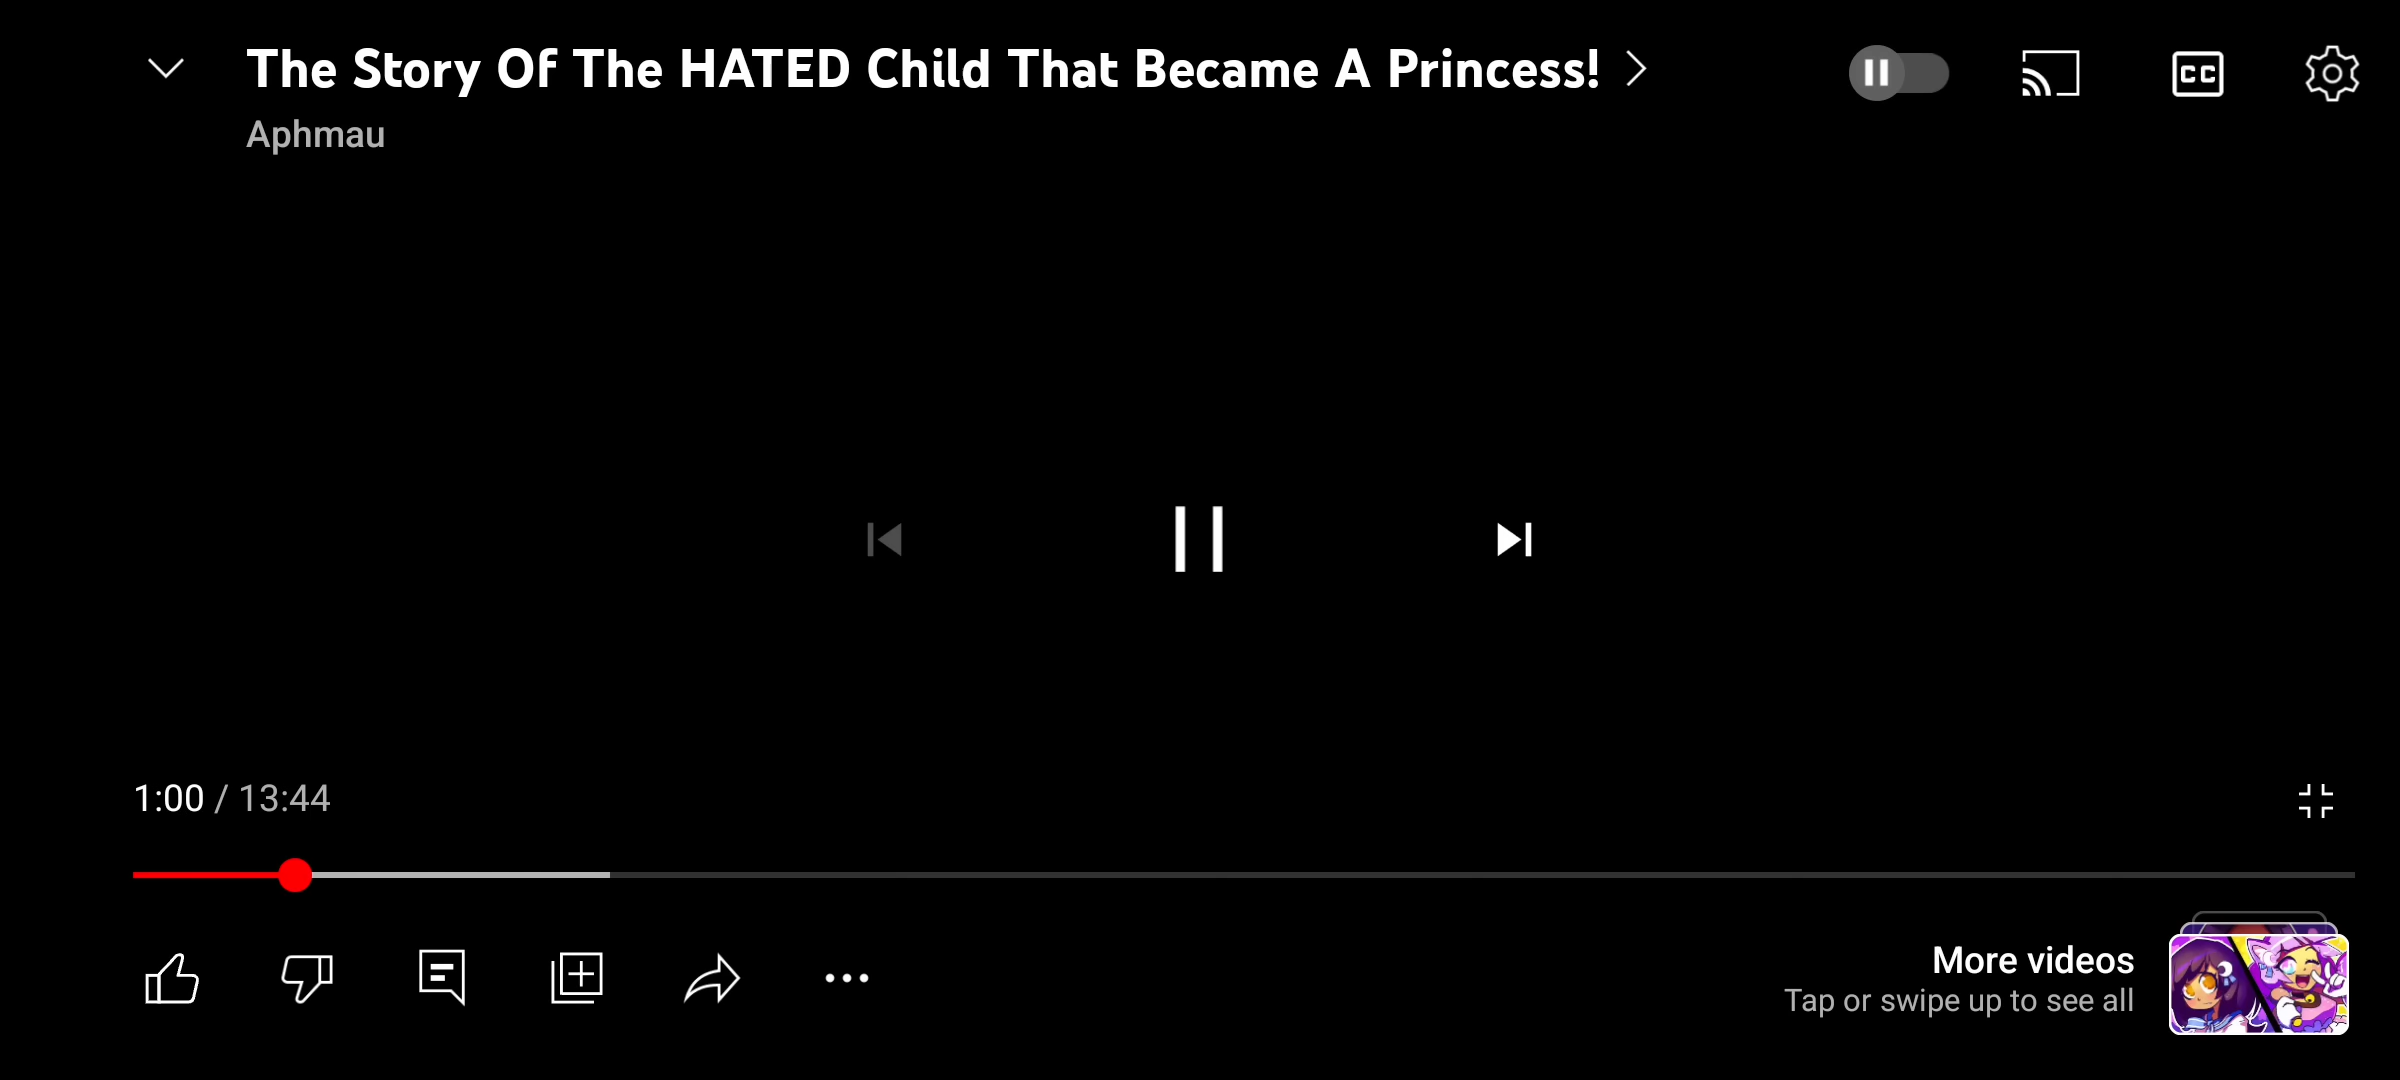 The Story Of The HATED Child That Became A Princess!
Aphmau
CC
1:00 / 13:44
More videos
Tap or swipe up to see all